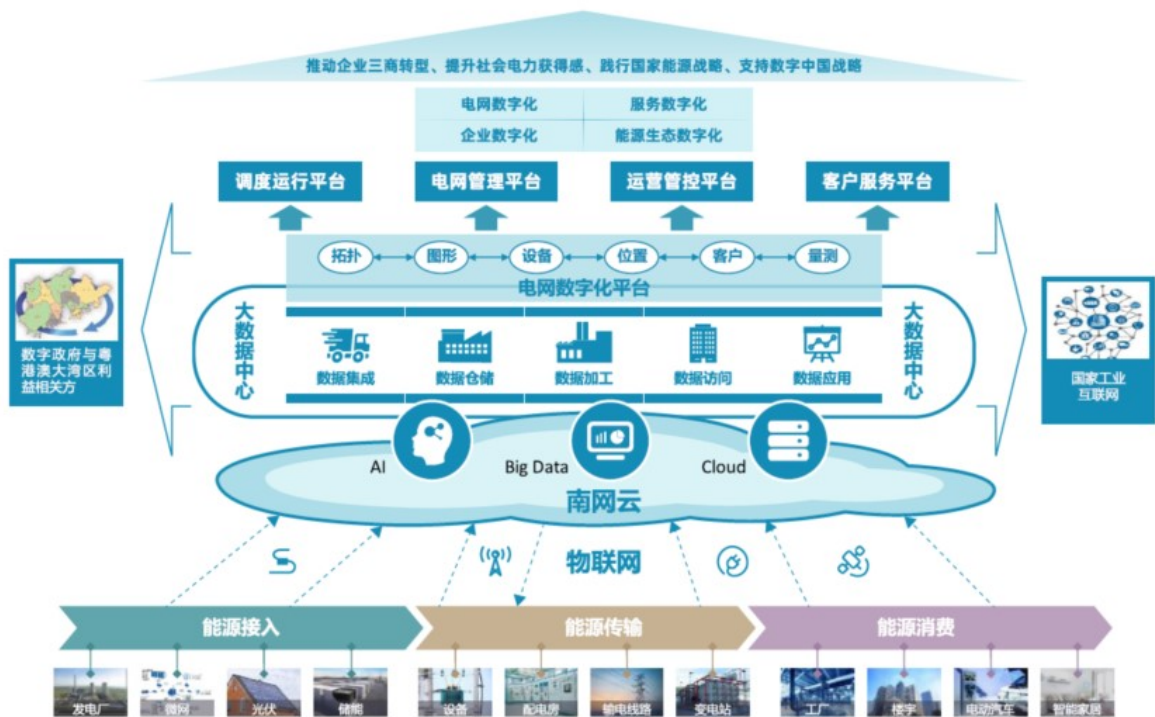 推动企业三商转型、提升社会电力获得感、践行国家能源战略、支持数字中国战略
电网数字化
服务数字化
企业数字化
能源生态数字化
调度运行平台
电网管理平台
运营管控平台
客户服务平台
拓扑
图形
设备
位置
客户
量测
电网数字化平台
数字政府与粤
港澳大湾区利
益相关方
大数据中心
数据集成
数据仓储
数据加工
数据访问
数据应用
大数据中心
国家工业
互联网
AI
Big Data
Cloud
南网云
物联网
能源接入
能源传输
能源消费
发电厂
微网
光伏
储能
设备
配电房
输电线路
变电站
工厂
楼宇
电动汽车
智能家居